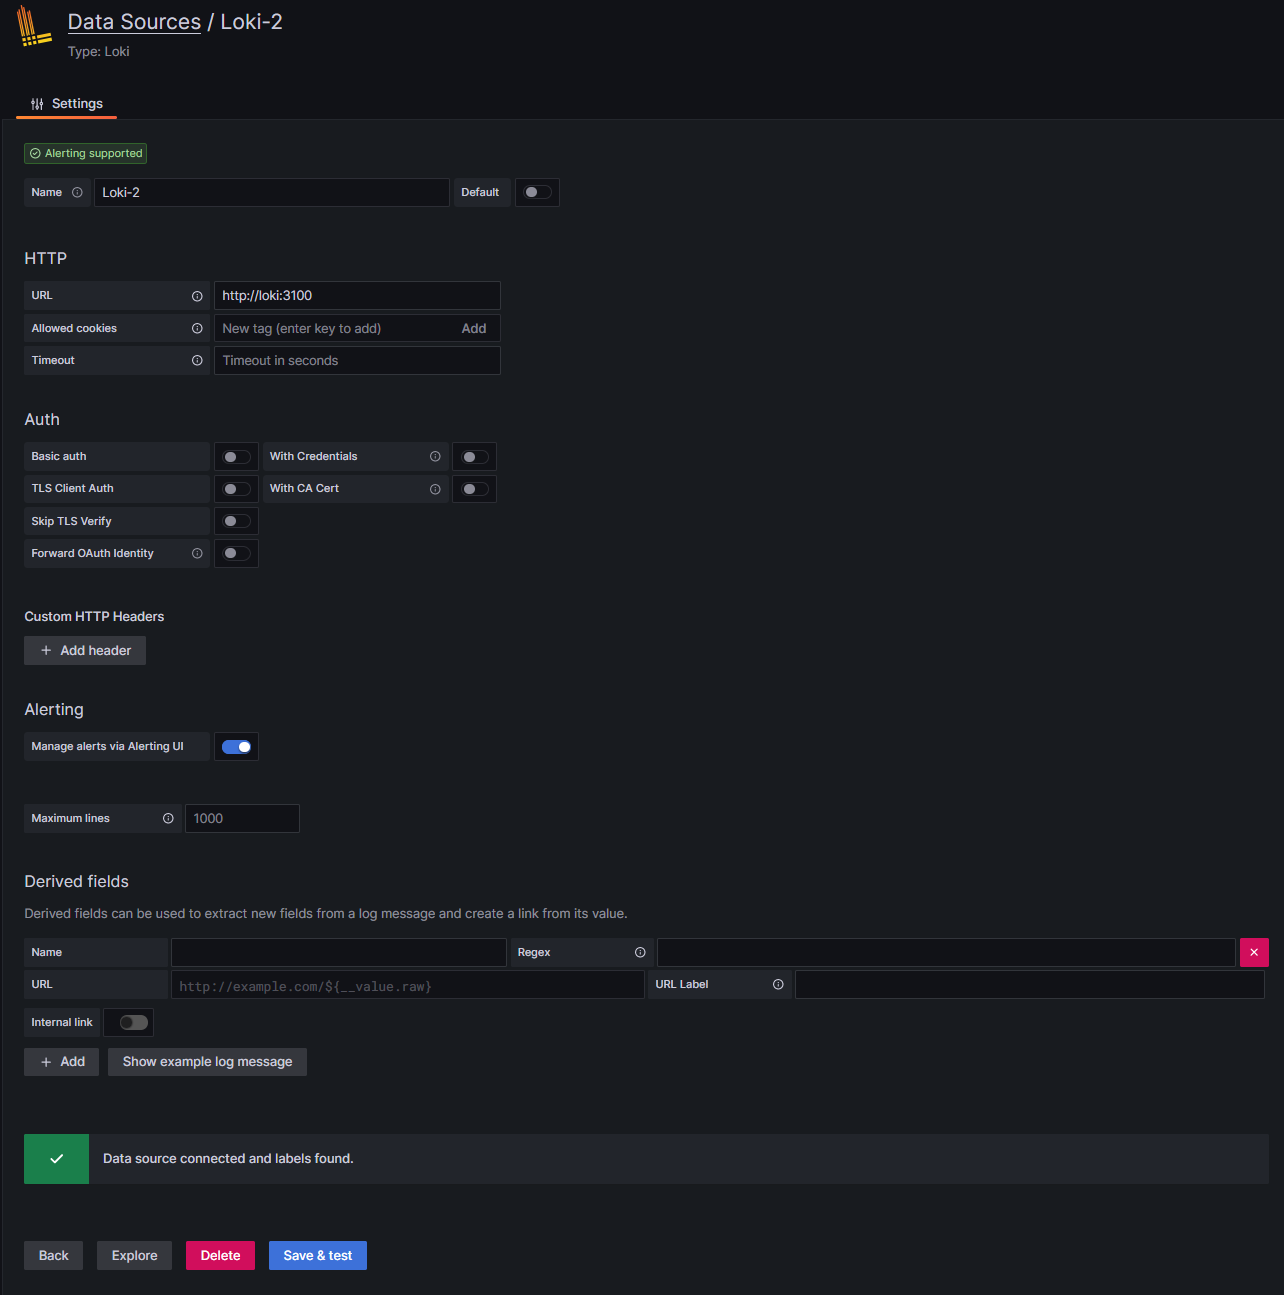 Data Sources / Loki-2
Type: Loki
Settings
Alerting supported
Name Loki-2 Default
HTTP
URL http://loki:3100
Allowed cookies New tag (enter key to add) Add
Timeout Timeout in seconds
Auth
Basic auth With Credentials
TLS Client Auth With CA Cert
Skip TLS Verify
Forward OAuth Identity
Custom HTTP Headers
+ Add header
Alerting
Manage alerts via Alerting UI
Maximum lines 1000
Derived fields
Derived fields can be used to extract new fields from a log message and create a link from its value.
Name Regex
URL http://example.com/${__value.raw} URL Label
Internal link
+ Add Show example log message
Data source connected and labels found.
Back Explore Delete Save & test